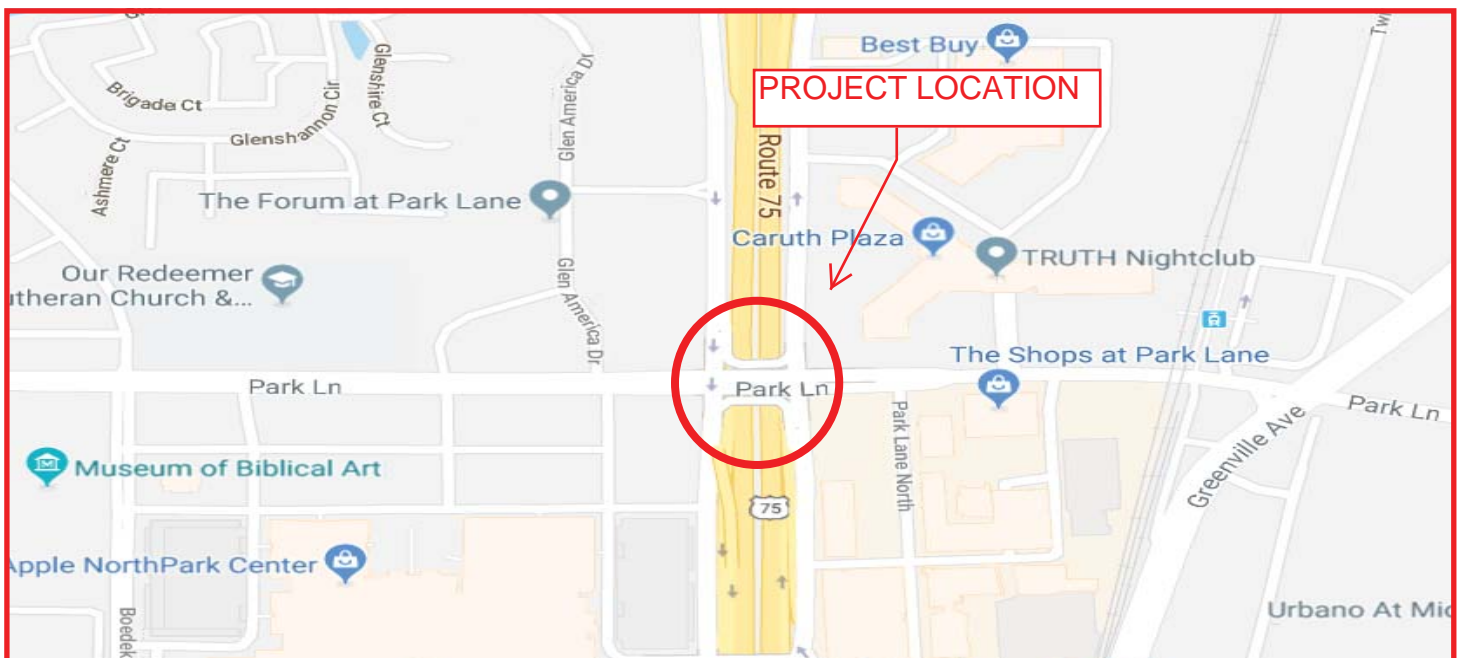 Best Buy
PROJECT LOCATION
Glenshire Ct
Glen America Dr
Brigade Ct
Glenshannon Cir
Ashmere Ct
Route 75
The Forum at Park Lane
Caruth Plaza
TRUTH Nightclub
Our Redeemer
utheran Church &...
Glen America Dr
The Shops at Park Lane
Park Ln
Park Ln
Park Ln
Park Lane North
Greenville Ave
Museum of Biblical Art
75
Apple NorthPark Center
Boedek
Urbano At Mic